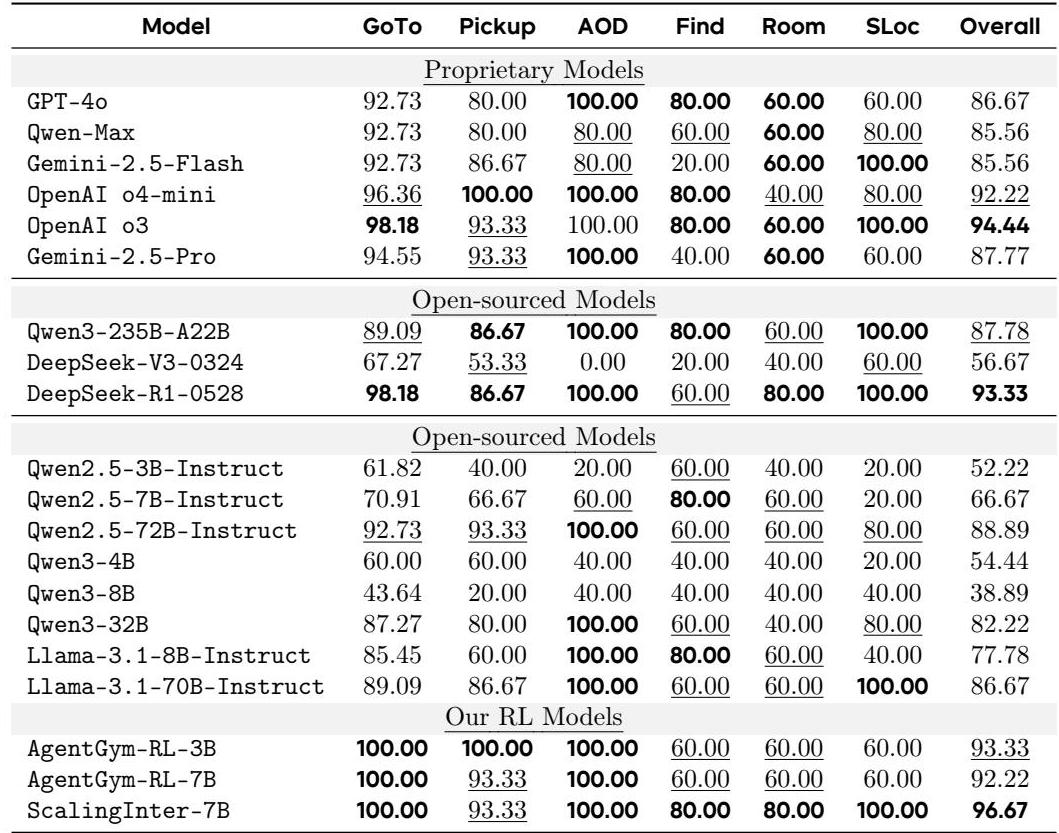 Model GoTo Pickup AOD Find Room SLoc Overall
Proprietary Models
GPT-4o 92.73 80.00 100.00 80.00 60.00 60.00 86.67
Qwen-Max 92.73 80.00 80.00 60.00 60.00 80.00 85.56
Gemini-2.5-Flash 92.73 86.67 80.00 20.00 60.00 100.00 85.56
OpenAI o4-mini 96.36 100.00 100.00 80.00 40.00 80.00 92.22
OpenAI o3 98.18 93.33 100.00 80.00 60.00 100.00 94.44
Gemini-2.5-Pro 94.55 93.33 100.00 40.00 60.00 60.00 87.77
Open-sourced Models
Qwen3-235B-A22B 89.09 86.67 100.00 80.00 60.00 100.00 87.78
DeepSeek-V3-0324 67.27 53.33 0.00 20.00 40.00 60.00 56.67
DeepSeek-R1-0528 98.18 86.67 100.00 60.00 80.00 100.00 93.33
Open-sourced Models
Qwen2.5-3B-Instruct 61.82 40.00 20.00 60.00 40.00 20.00 52.22
Qwen2.5-7B-Instruct 70.91 66.67 60.00 80.00 60.00 20.00 66.67
Qwen2.5-72B-Instruct 92.73 93.33 100.00 60.00 60.00 80.00 88.89
Qwen3-4B 60.00 60.00 40.00 40.00 40.00 20.00 54.44
Qwen3-8B 43.64 20.00 40.00 40.00 40.00 40.00 38.89
Qwen3-32B 87.27 80.00 100.00 60.00 40.00 80.00 82.22
Llama-3.1-8B-Instruct 85.45 60.00 100.00 80.00 60.00 40.00 77.78
Llama-3.1-70B-Instruct 89.09 86.67 100.00 60.00 60.00 100.00 86.67
Our RL Models
AgentGym-RL-3B 100.00 100.00 100.00 60.00 60.00 60.00 93.33
AgentGym-RL-7B 100.00 93.33 100.00 60.00 60.00 60.00 92.22
ScalingInter-7B 100.00 93.33 100.00 80.00 80.00 100.00 96.67